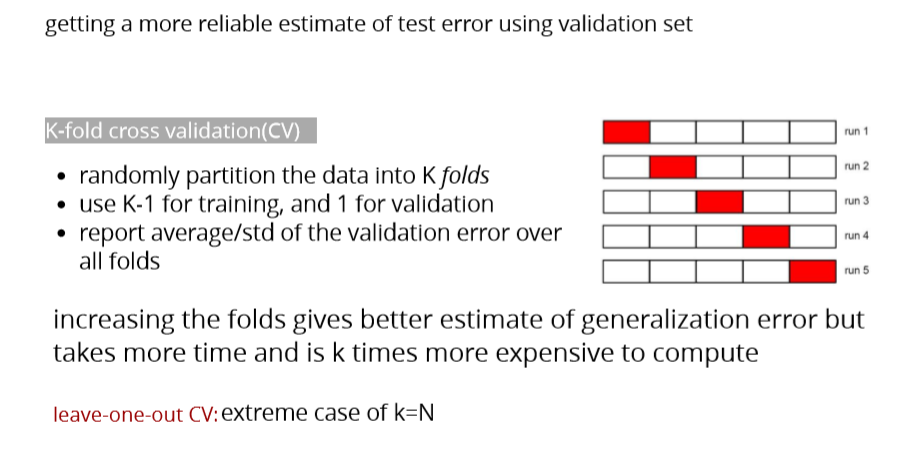 getting a more reliable estimate of test error using validation set
K-fold cross validation(CV)
• randomly partition the data into K folds
• use K-1 for training, and 1 for validation
• report average/std of the validation error over
all folds
run 1
run 2
run 3
run 4
run 5
increasing the folds gives better estimate of generalization error but
takes more time and is k times more expensive to compute
leave-one-out CV: extreme case of k=N